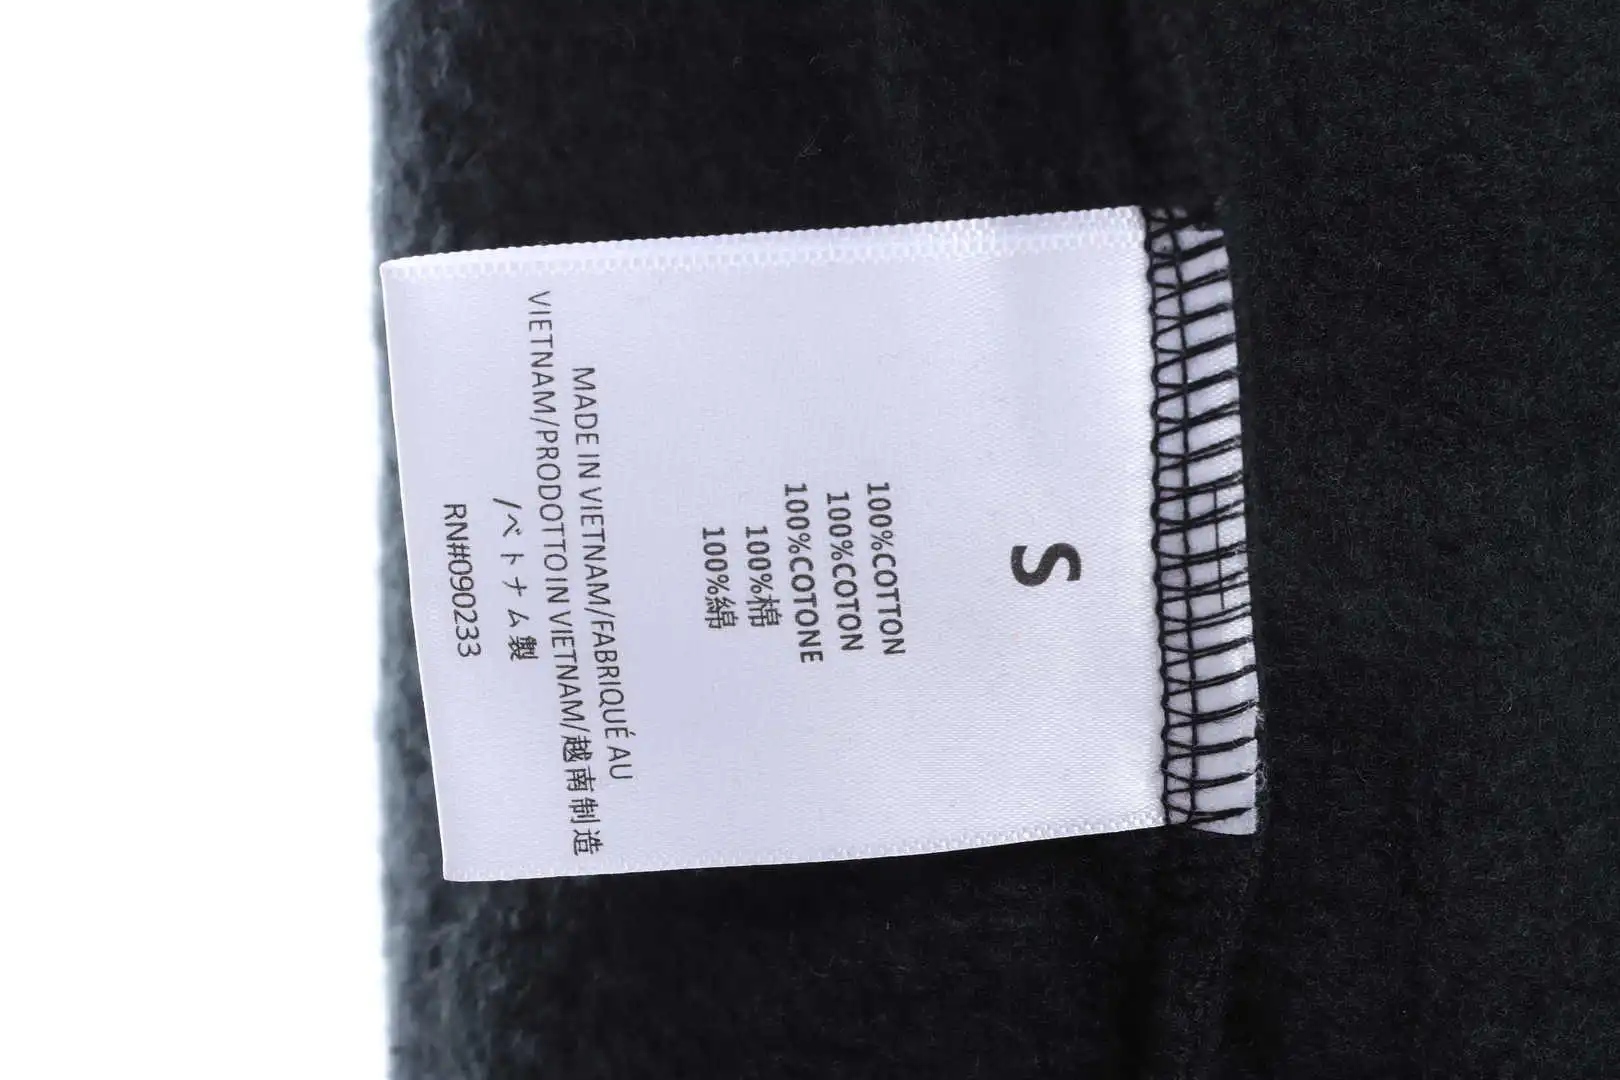 S
100%COTTON
100%COTON
100%COTONE
100%棉
100%綿
MADE IN VIETNAM/FABRIQUÉ AU
VIETNAM/PRODOTTO IN VIETNAM/越南制造
/ベトナム製
RN#090233